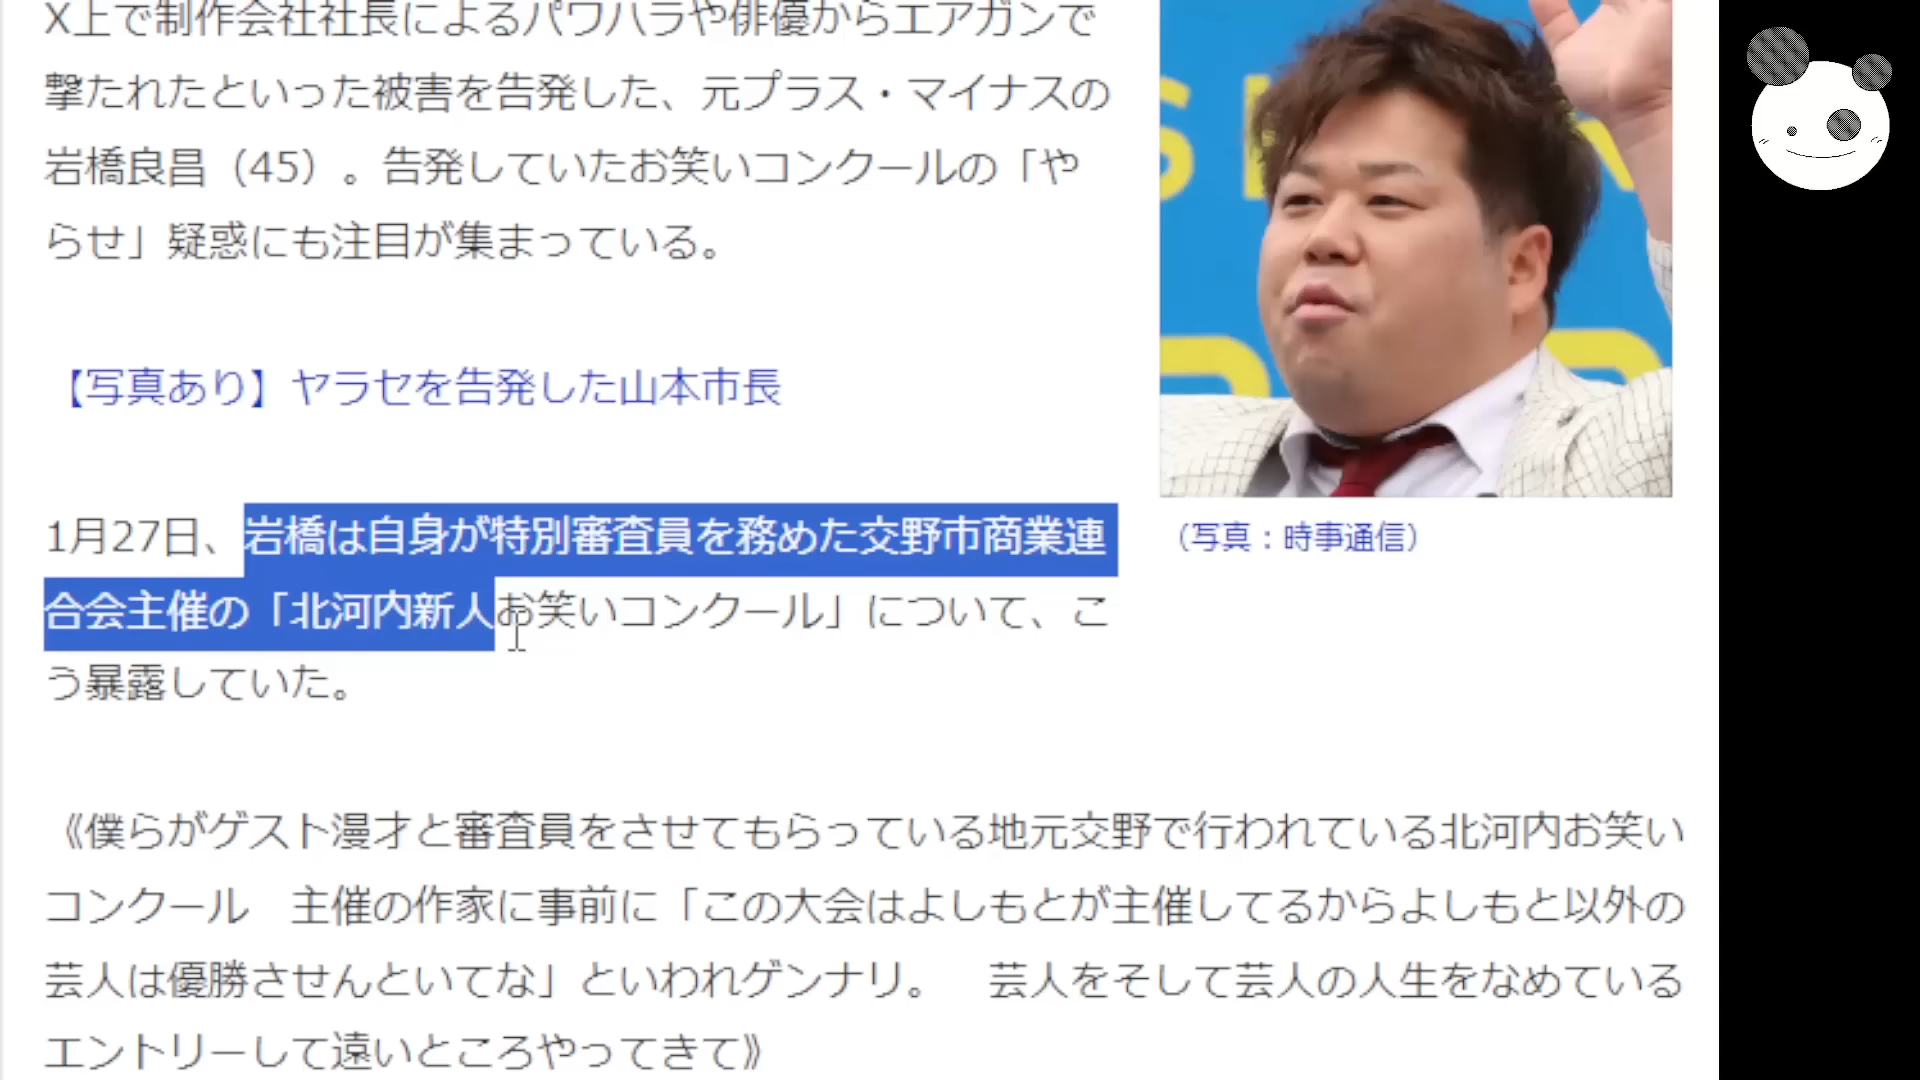 X上で制作会社社長によるパワハラや俳優からエアガンで
撃たれたといった被害を告発した、元プラス・マイナスの
岩橋良昌（45）。告発していたお笑いコンクールの「や
らせ」疑惑にも注目が集まっている。
【写真あり】ヤラセを告発した山本市長
1月27日、岩橋は自身が特別審査員を務めた交野市商業連
合会主催の「北河内新人お笑いコンクール」について、こ
う暴露していた。
（写真：時事通信）
《僕らがゲスト漫才と審査員をさせてもらっている地元交野で行われている北河内お笑い
コンクール　主催の作家に事前に「この大会はよしもとが主催してるからよしもと以外の
芸人は優勝させんといてな」といわれゲンナリ。　芸人をそして芸人の人生をなめている
エントリーして遠いところやってきて》